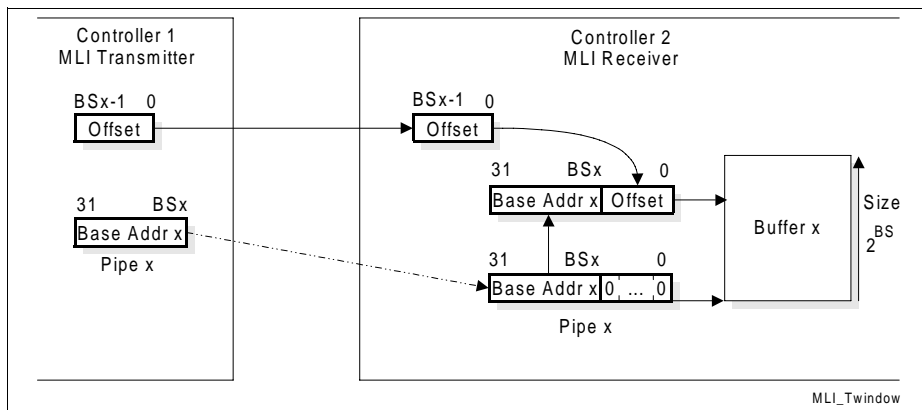 Controller 1
MLI Transmitter
Controller 2
MLI Receiver
BSx-1 0
Offset
BSx-1 0
Offset
31 BSx
Base Addr x
Pipe x
31 BSx 0
Base Addr x Offset
31 BSx 0
Base Addr x 0 ... 0
Pipe x
Buffer x
Size
2^BS
MLI_Twindow